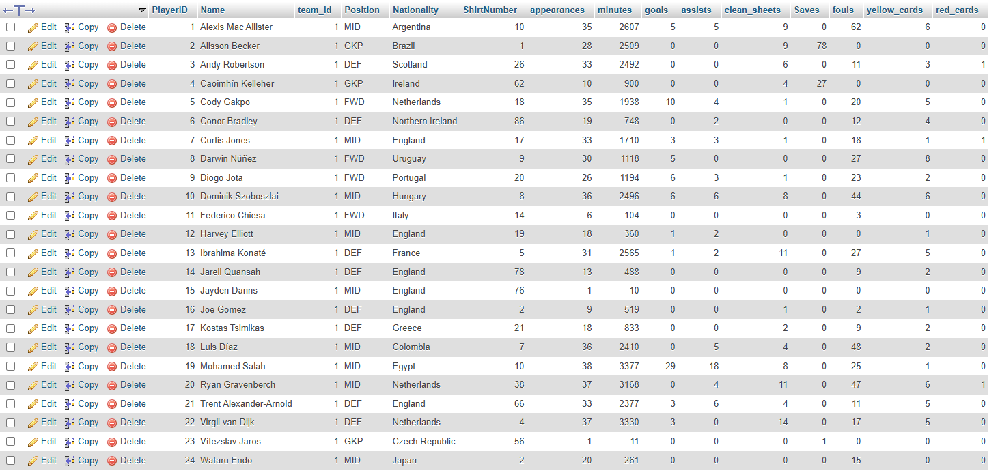 PlayerID Name team_id Position Nationality ShirtNumber appearances minutes goals assists clean_sheets Saves fouls yellow_cards red_cards
Edit Copy Delete 1 Alexis Mac Allister 1 MID Argentina 10 35 2607 5 5 9 0 62 6 0
Edit Copy Delete 2 Alisson Becker 1 GKP Brazil 1 28 2509 0 0 9 78 0 0 0
Edit Copy Delete 3 Andy Robertson 1 DEF Scotland 26 33 2492 0 0 6 0 11 3 1
Edit Copy Delete 4 Caoimhín Kelleher 1 GKP Ireland 62 10 900 0 0 4 27 0 0 0
Edit Copy Delete 5 Cody Gakpo 1 FWD Netherlands 18 35 1938 10 4 1 0 20 5 0
Edit Copy Delete 6 Conor Bradley 1 DEF Northern Ireland 86 19 748 0 2 0 0 12 4 0
Edit Copy Delete 7 Curtis Jones 1 MID England 17 33 1710 3 3 1 0 18 1 1
Edit Copy Delete 8 Darwin Núñez 1 FWD Uruguay 9 30 1118 5 0 0 0 27 8 0
Edit Copy Delete 9 Diogo Jota 1 FWD Portugal 20 26 1194 6 3 1 0 23 2 0
Edit Copy Delete 10 Dominik Szoboszlai 1 MID Hungary 8 36 2496 6 6 8 0 44 6 0
Edit Copy Delete 11 Federico Chiesa 1 FWD Italy 14 6 104 0 0 0 0 3 0 0
Edit Copy Delete 12 Harvey Elliott 1 MID England 19 18 360 1 2 0 0 0 1 0
Edit Copy Delete 13 Ibrahima Konaté 1 DEF France 5 31 2565 1 2 11 0 27 5 0
Edit Copy Delete 14 Jarell Quansah 1 DEF England 78 13 488 0 0 0 0 9 2 0
Edit Copy Delete 15 Jayden Danns 1 MID England 76 1 10 0 0 0 0 0 0 0
Edit Copy Delete 16 Joe Gomez 1 DEF England 2 9 519 0 0 1 0 2 1 0
Edit Copy Delete 17 Kostas Tsimikas 1 DEF Greece 21 18 833 0 0 2 0 9 2 0
Edit Copy Delete 18 Luis Díaz 1 MID Colombia 7 36 2410 0 5 4 0 48 2 0
Edit Copy Delete 19 Mohamed Salah 1 MID Egypt 10 38 3377 29 18 8 0 25 1 0
Edit Copy Delete 20 Ryan Gravenberch 1 MID Netherlands 38 37 3168 0 4 11 0 47 6 1
Edit Copy Delete 21 Trent Alexander-Arnold 1 DEF England 66 33 2377 3 6 4 0 11 5 0
Edit Copy Delete 22 Virgil van Dijk 1 DEF Netherlands 4 37 3330 3 0 14 0 17 5 0
Edit Copy Delete 23 Vítezslav Jaros 1 GKP Czech Republic 56 1 11 0 0 0 1 0 0 0
Edit Copy Delete 24 Wataru Endo 1 MID Japan 2 20 261 0 0 0 0 15 0 0